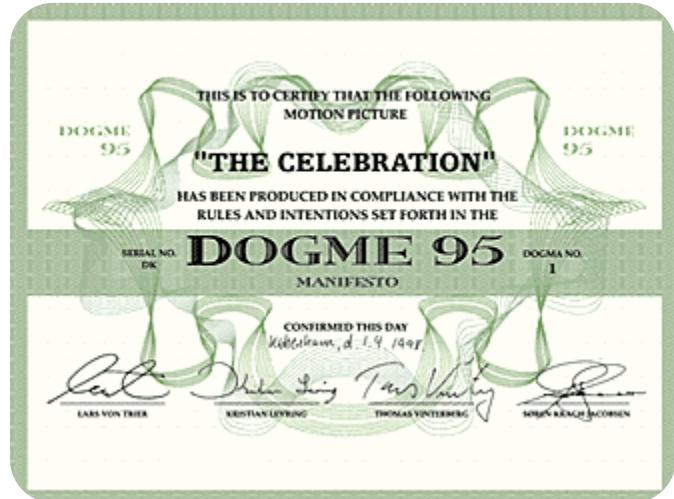 THIS IS TO CERTIFY THAT THE FOLLOWING
MOTION PICTURE
DOGME
95
DOGME
95
"THE CELEBRATION"
HAS BEEN PRODUCED IN COMPLIANCE WITH THE
RULES AND INTENTIONS SET FORTH IN THE
SERIAL NO.
DK
DOGME 95
DOGMA NO.
1
MANIFESTO
CONFIRMED THIS DAY
København, d. 1.4.1998.
LARS VON TRIER
KRISTIAN LEVRING
THOMAS VINTERBERG
SØREN KRAGH JACOBSEN